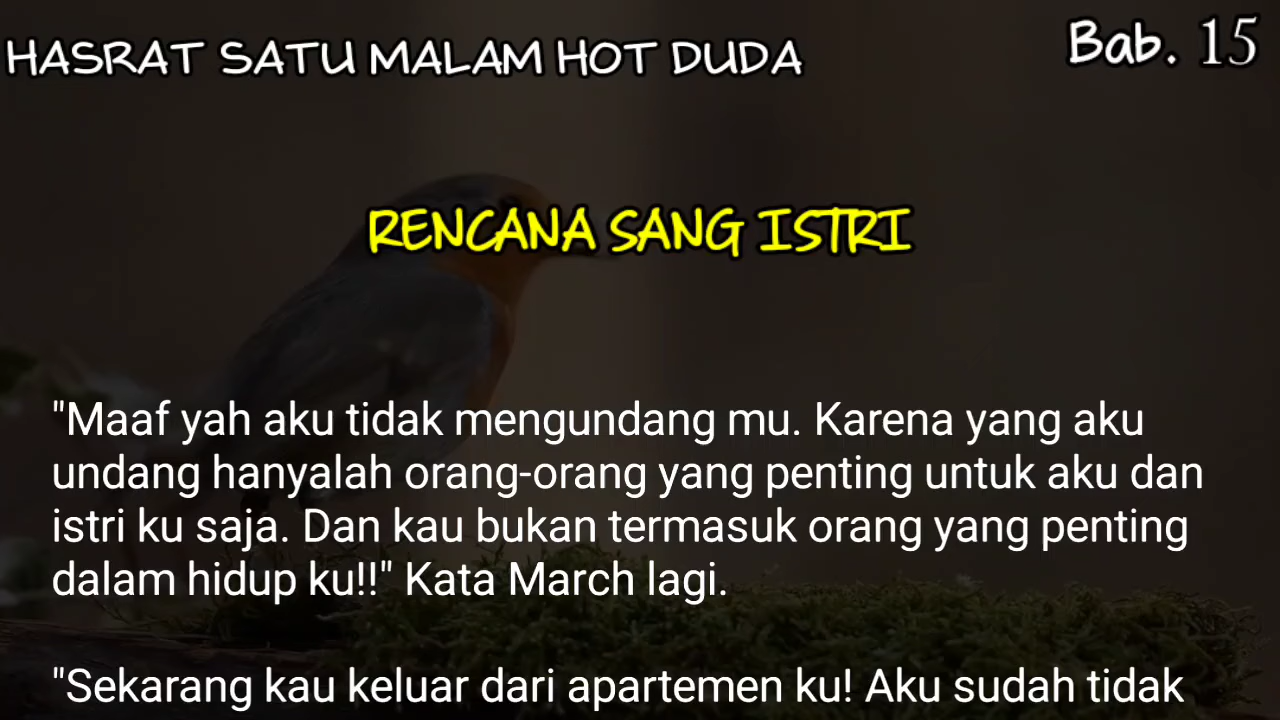 HASRAT SATU MALAM HOT DUDA
Bab. 15
RENCANA SANG ISTRI
"Maaf yah aku tidak mengundang mu. Karena yang aku
undang hanyalah orang-orang yang penting untuk aku dan
istri ku saja. Dan kau bukan termasuk orang yang penting
dalam hidup ku!!" Kata March lagi.
"Sekarang kau keluar dari apartemen ku! Aku sudah tidak